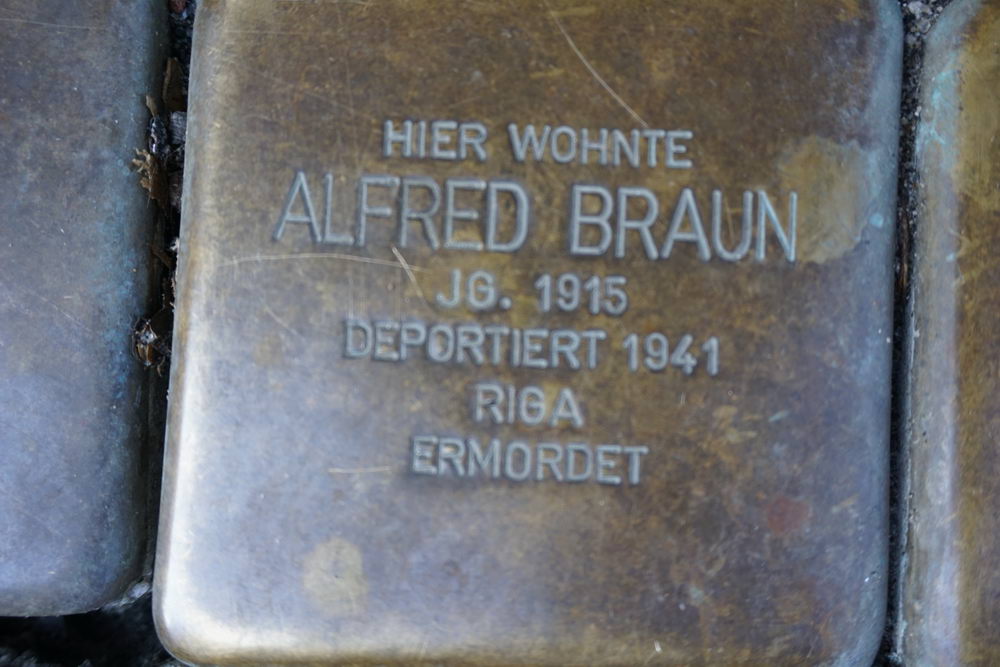 HIER WOHNTE
ALFRED BRAUN
JG. 1915
DEPORTIERT 1941
RIGA
ERMORDET